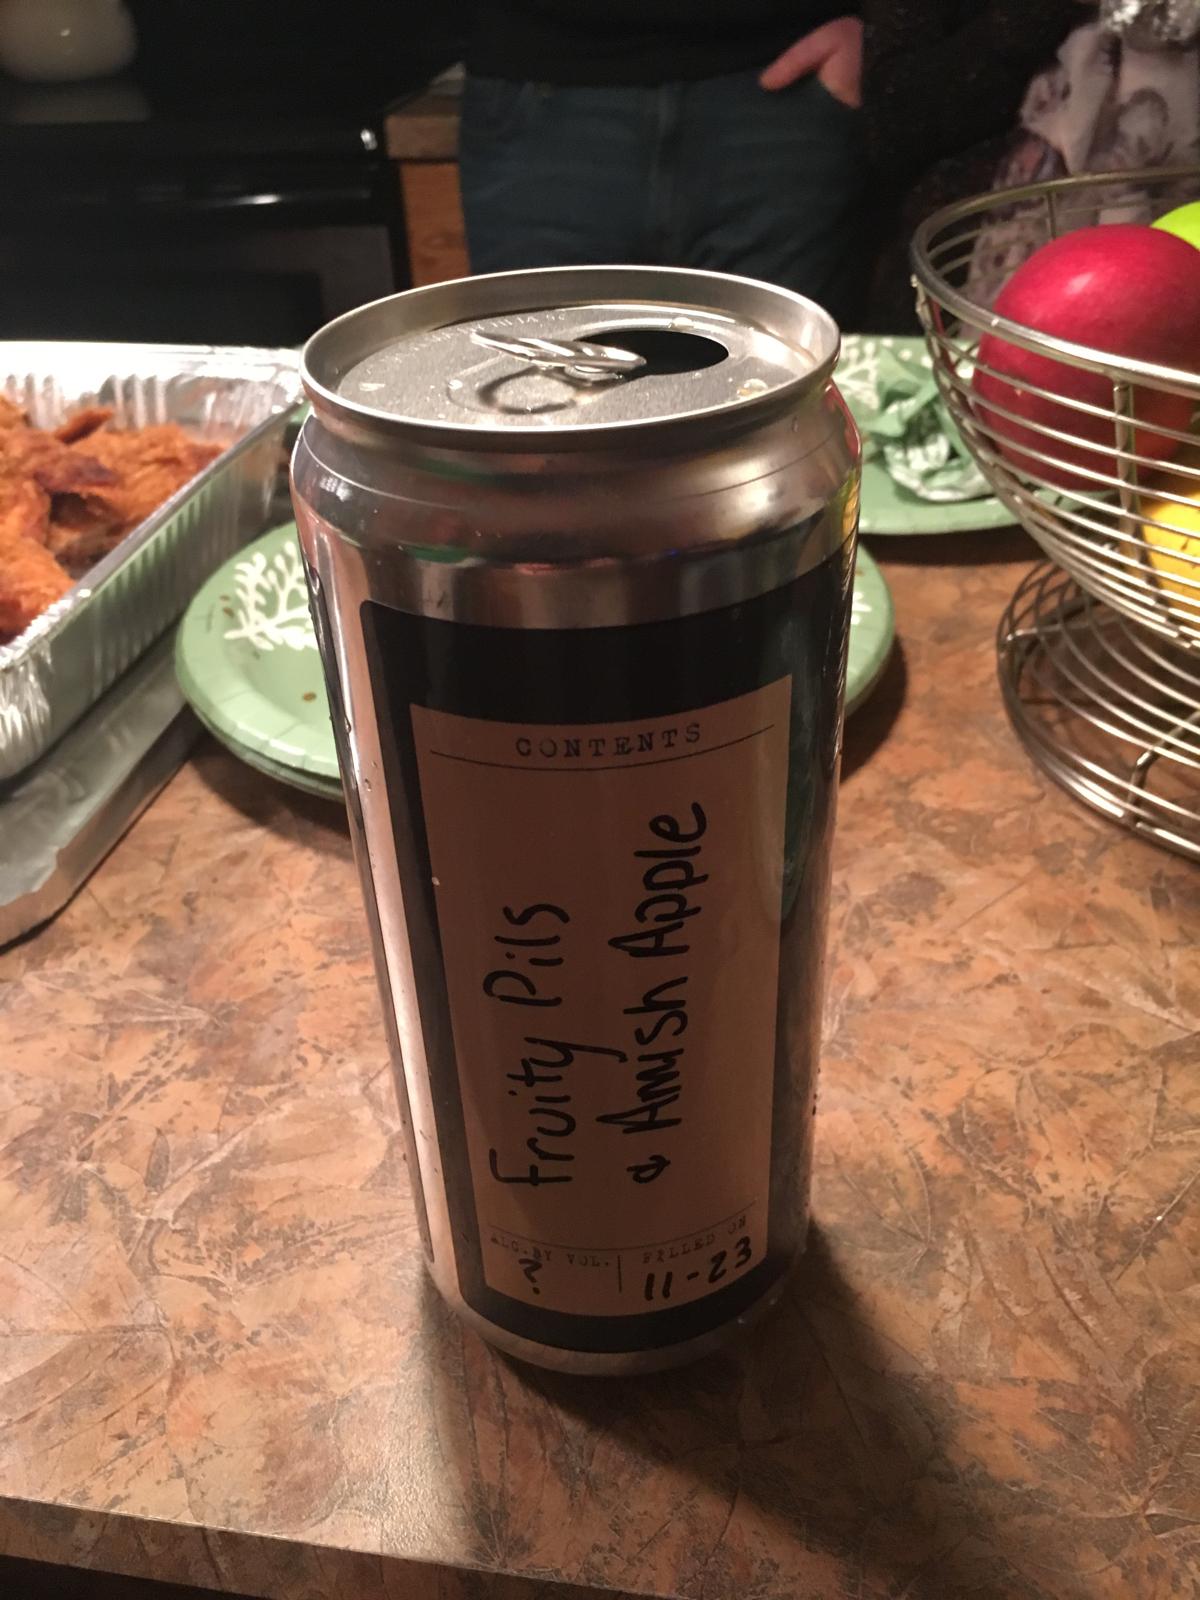 CONTENTS
Fruity Pils
& Amish Apple
ALC. BY VOL.
?
FILLED ON
11-23